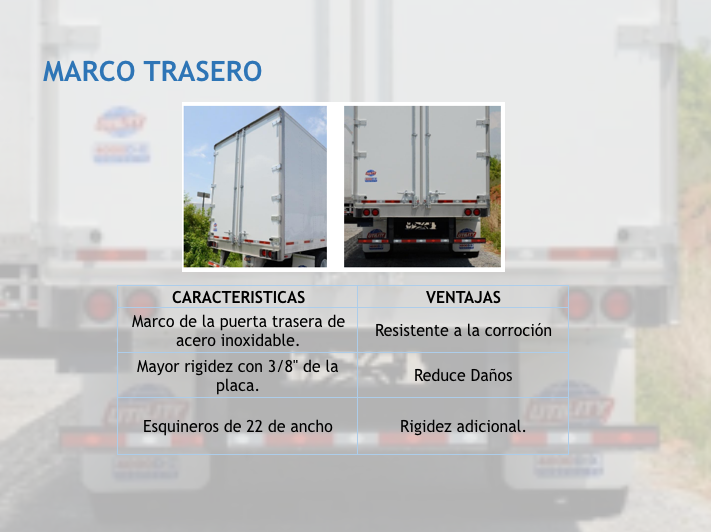 MARCO TRASERO
CARACTERISTICAS VENTAJAS
Marco de la puerta trasera de
acero inoxidable.
Resistente a la corroción
Mayor rigidez con 3/8" de la
placa.
Reduce Daños
Esquineros de 22 de ancho
Rigidez adicional.
UTILITY